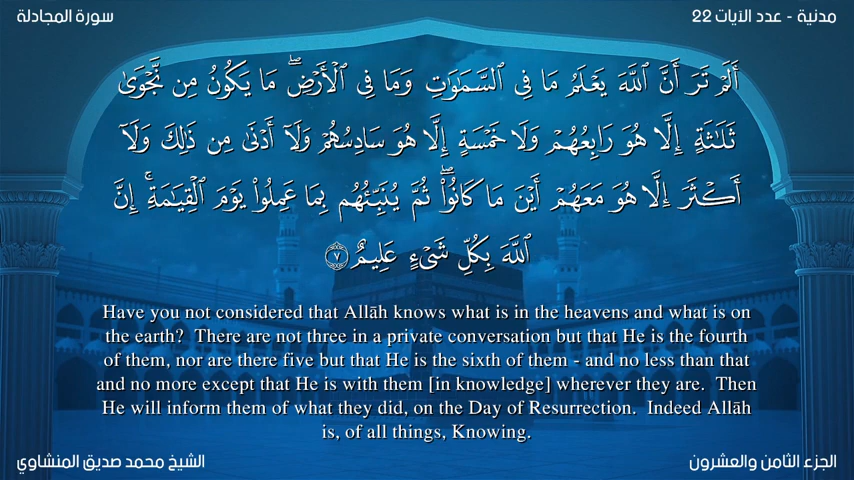 مدنية - عدد الآيات 22
سورة المجادلة
أَلَمْ تَرَ أَنَّ ٱللَّهَ يَعْلَمُ مَا فِى ٱلسَّمَـٰوَٰتِ وَمَا فِى ٱلْأَرْضِ ۖ مَا يَكُونُ مِن نَّجْوَىٰ
ثَلَـٰثَةٍ إِلَّا هُوَ رَابِعُهُمْ وَلَا خَمْسَةٍ إِلَّا هُوَ سَادِسُهُمْ وَلَآ أَدْنَىٰ مِن ذَٰلِكَ وَلَآ
أَكْثَرَ إِلَّا هُوَ مَعَهُمْ أَيْنَ مَا كَانُوا۟ ۖ ثُمَّ يُنَبِّئُهُم بِمَا عَمِلُوا۟ يَوْمَ ٱلْقِيَـٰمَةِ ۚ إِنَّ
ٱللَّهَ بِكُلِّ شَىْءٍ عَلِيمٌ ٧
Have you not considered that Allāh knows what is in the heavens and what is on
the earth?  There are not three in a private conversation but that He is the fourth
of them, nor are there five but that He is the sixth of them - and no less than that
and no more except that He is with them [in knowledge] wherever they are.  Then
He will inform them of what they did, on the Day of Resurrection.  Indeed Allāh
is, of all things, Knowing.
الجزء الثامن والعشرون
الشيخ محمد صديق المنشاوي